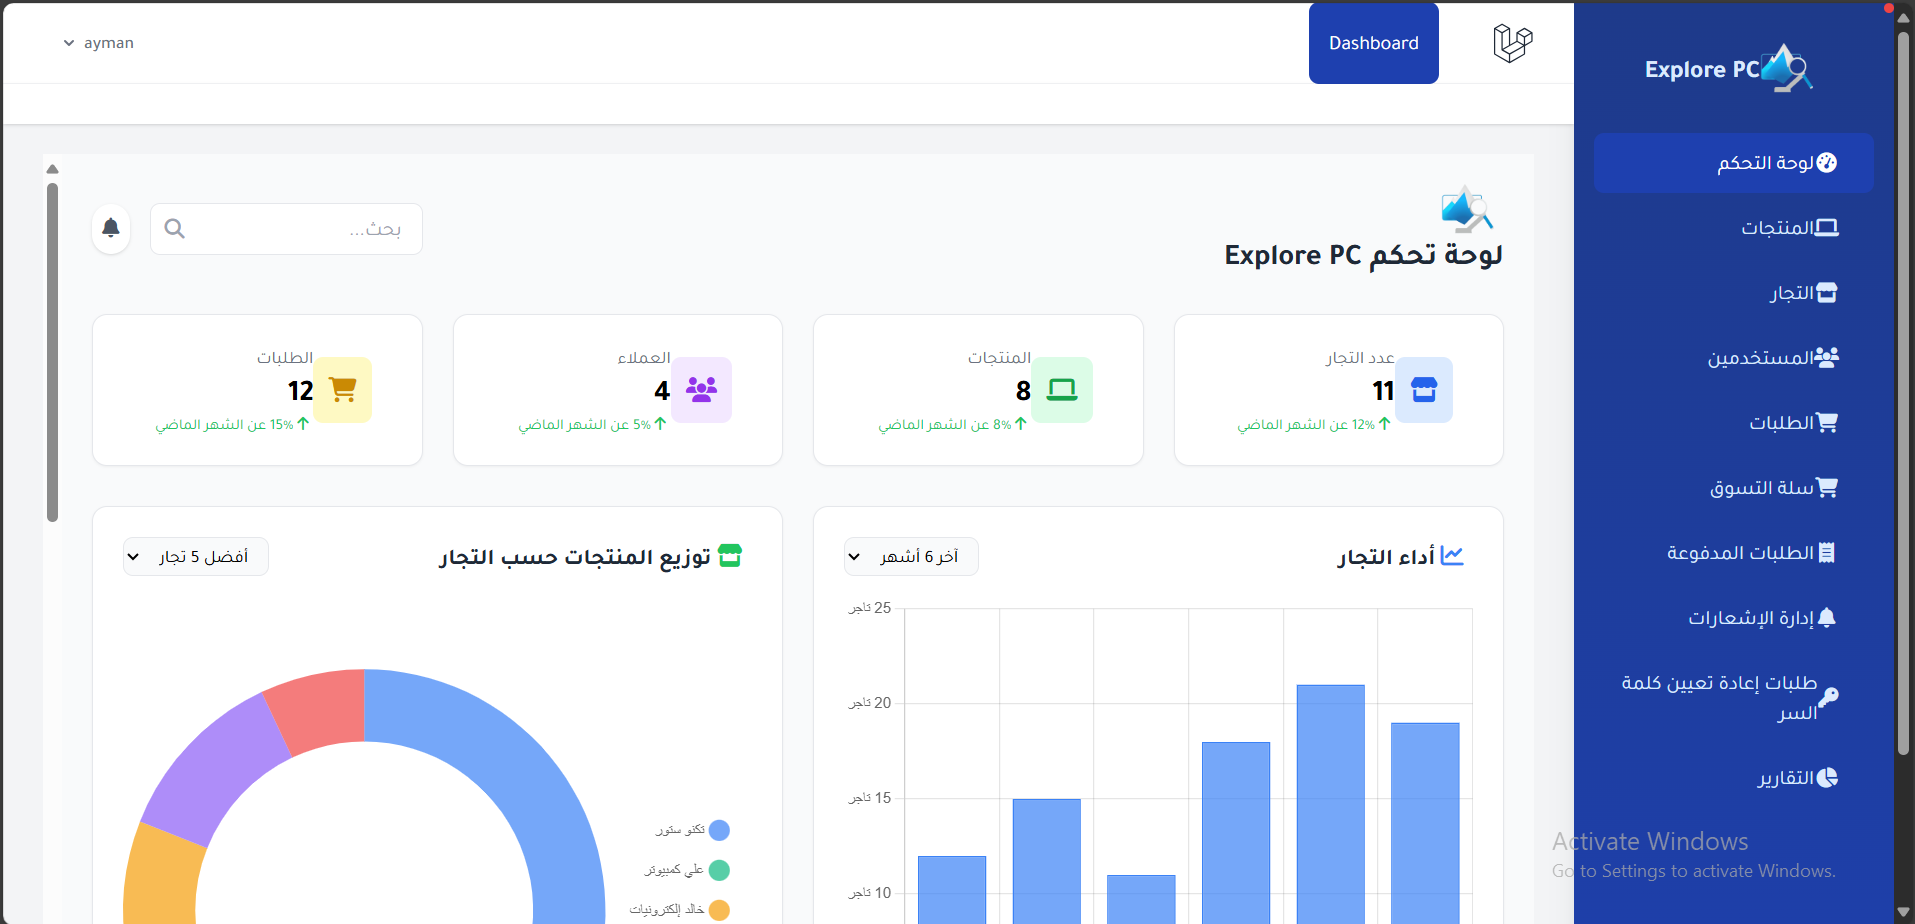 Explore PC
لوحة التحكم
المنتجات
التجار
المستخدمين
الطلبات
سلة التسوق
الطلبات المدفوعة
إدارة الإشعارات
طلبات إعادة تعيين كلمة
السر
التقارير
Dashboard
ayman
لوحة تحكم Explore PC
بحث...
عدد التجار
11
12% عن الشهر الماضي
المنتجات
8
8% عن الشهر الماضي
العملاء
4
5% عن الشهر الماضي
الطلبات
12
15% عن الشهر الماضي
أداء التجار
آخر 6 أشهر
25 تاجر
20 تاجر
15 تاجر
10 تاجر
توزيع المنتجات حسب التجار
أفضل 5 تجار
تكنو ستور
علي كمبيوتر
خالد إلكترونيات
Activate Windows
Go to Settings to activate Windows.